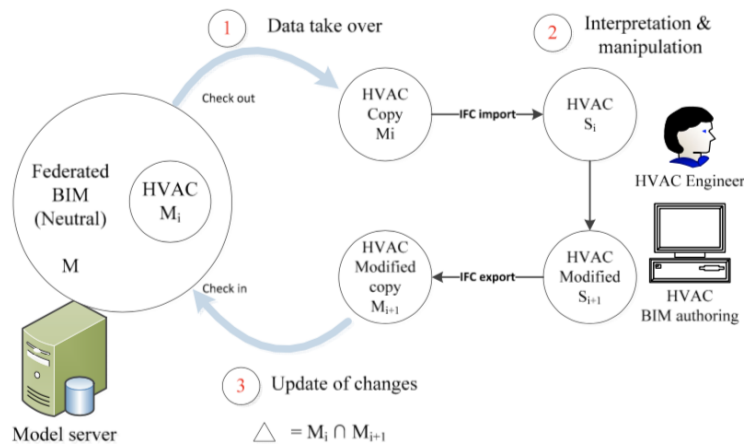 1
Data take over
2
Interpretation &
manipulation
Check out
HVAC
Copy
Mi
IFC import
HVAC
Si
HVAC Engineer
Federated
BIM
(Neutral)
M
HVAC
Mi
HVAC
Modified
copy
Mi+1
IFC export
HVAC
Modified
Si+1
HVAC
BIM authoring
Check in
Model server
3
Update of changes
△ = Mi ∩ Mi+1